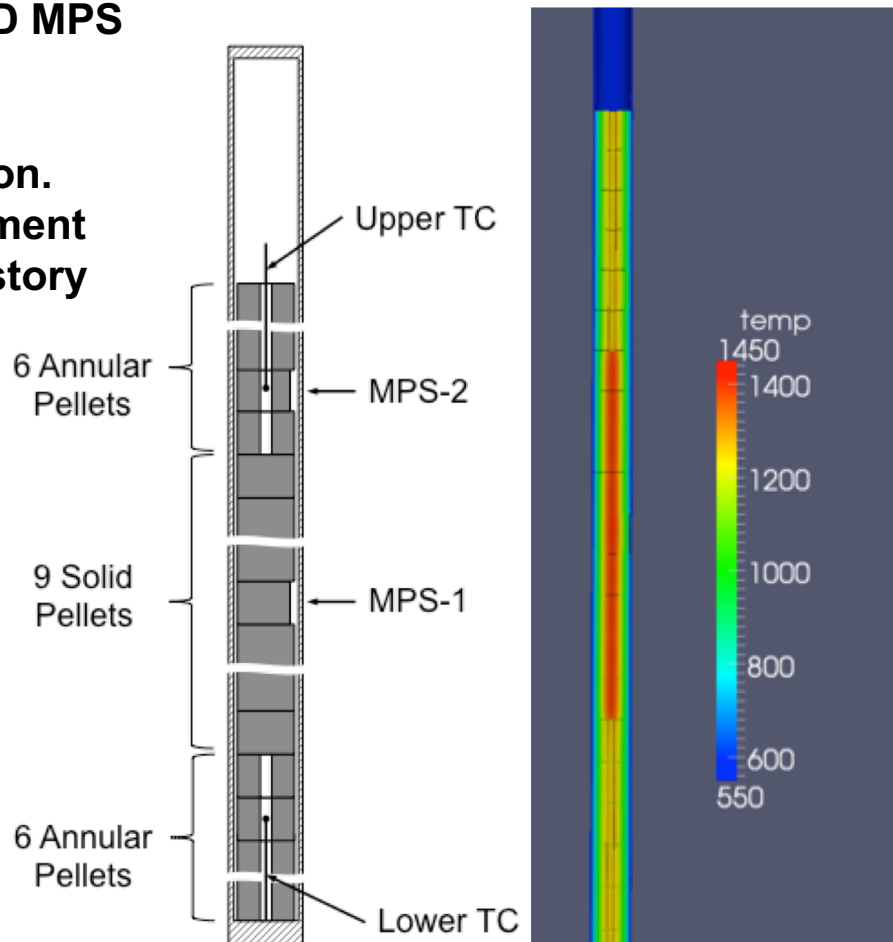 D MPS
on.
ment
story
Upper TC
6 Annular
Pellets
MPS-2
9 Solid
Pellets
MPS-1
6 Annular
Pellets
Lower TC
temp
1450
1400
1200
1000
800
600
550